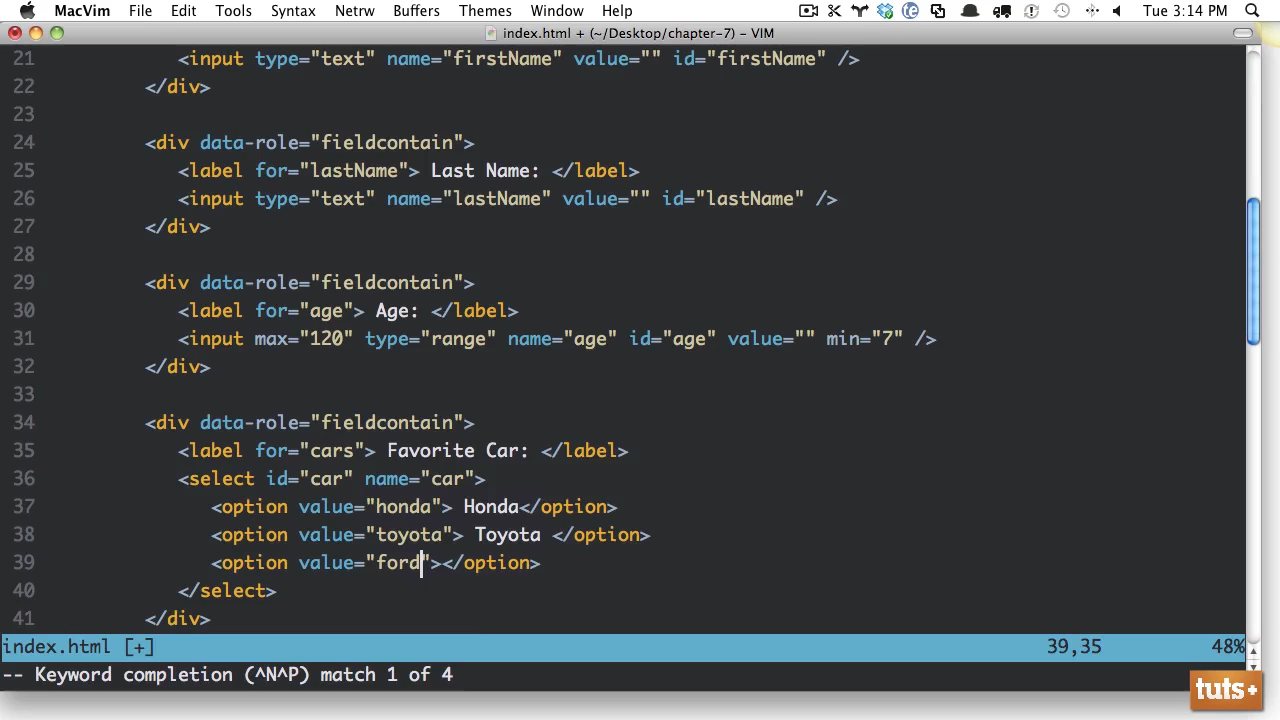 MacVim File Edit Tools Syntax Netrw Buffers Themes Window Help Tue 3:14 PM
index.html + (~/Desktop/chapter-7) – VIM
21 <input type="text" name="firstName" value="" id="firstName" />
22 </div>
23
24 <div data-role="fieldcontain">
25 <label for="lastName"> Last Name: </label>
26 <input type="text" name="lastName" value="" id="lastName" />
27 </div>
28
29 <div data-role="fieldcontain">
30 <label for="age"> Age: </label>
31 <input max="120" type="range" name="age" id="age" value="" min="7" />
32 </div>
33
34 <div data-role="fieldcontain">
35 <label for="cars"> Favorite Car: </label>
36 <select id="car" name="car">
37 <option value="honda"> Honda</option>
38 <option value="toyota"> Toyota </option>
39 <option value="ford"></option>
40 </select>
41 </div>
index.html [+] 39,35 48%
-- Keyword completion (^N^P) match 1 of 4
tuts+